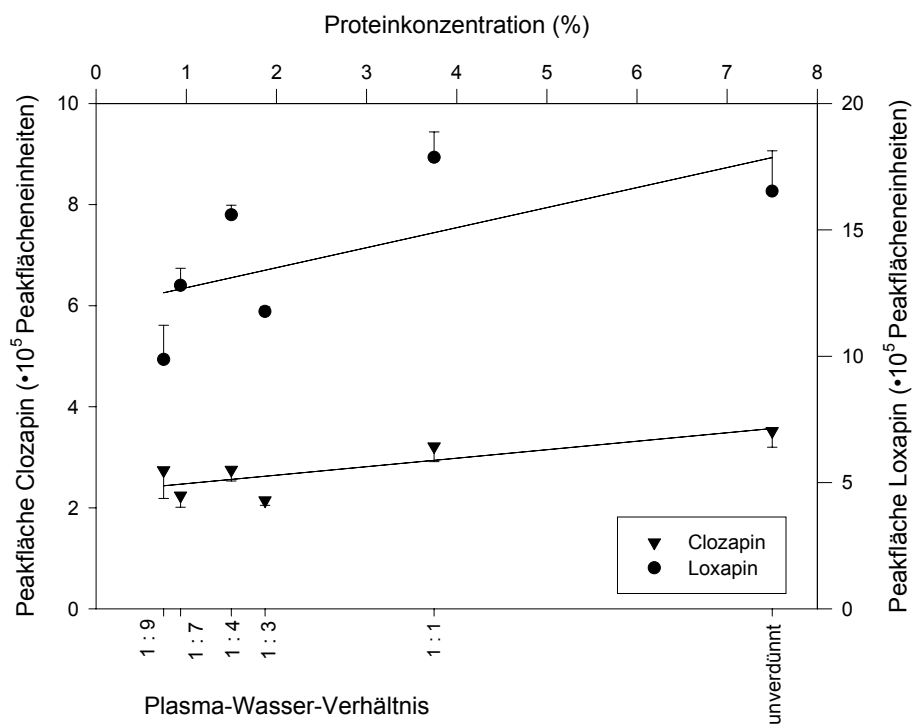 Proteinkonzentration (%)
0 1 2 3 4 5 6 7 8
Peakfläche Clozapin (•10⁵ Peakflächeneinheiten)
10
8
6
4
2
0
20
15
10
5
0
Peakfläche Loxapin (•10⁵ Peakflächeneinheiten)
Clozapin
Loxapin
1 : 9
1 : 7
1 : 4
1 : 3
1 : 1
unverdünnt
Plasma-Wasser-Verhältnis